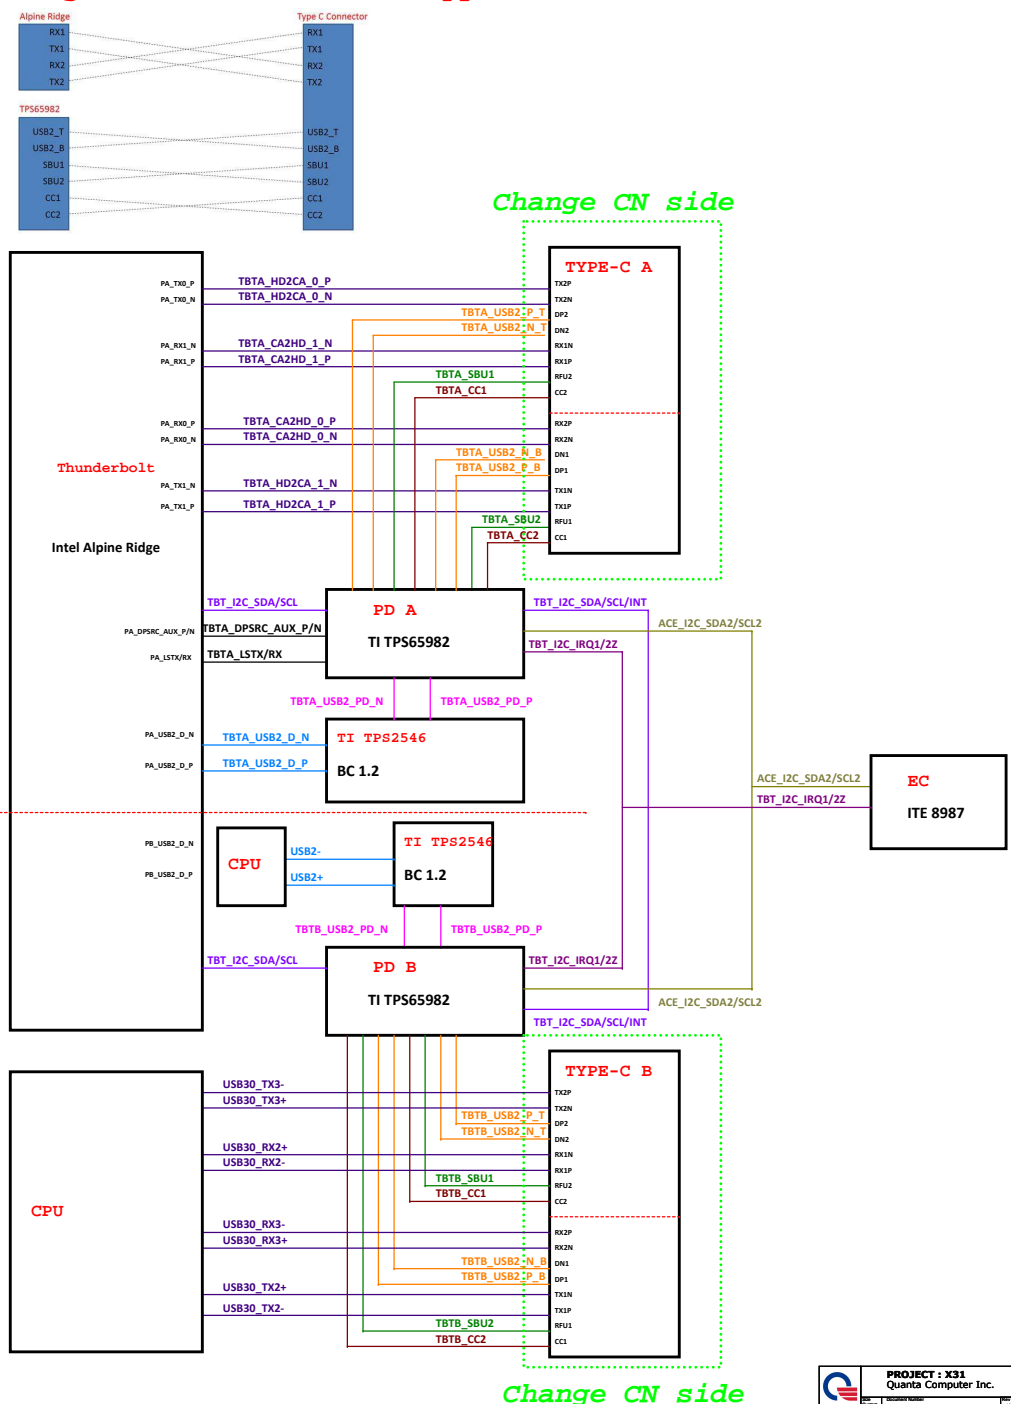 Alpine Ridge
Type C Connector
RX1
TX1
RX2
TX2
RX1
TX1
RX2
TX2
TPS65982
USB2_T
USB2_B
SBU1
SBU2
CC1
CC2
USB2_T
USB2_B
SBU1
SBU2
CC1
CC2
Change CN side
Thunderbolt
Intel Alpine Ridge
PA_TX0_P
PA_TX0_N
PA_RX1_N
PA_RX1_P
PA_RX0_P
PA_RX0_N
PA_TX1_N
PA_TX1_P
PA_DPSRC_AUX_P/N
PA_LSTX/RX
PA_USB2_D_N
PA_USB2_D_P
PB_USB2_D_N
PB_USB2_D_P
TBTA_HD2CA_0_P
TBTA_HD2CA_0_N
TBTA_USB2_P_T
TBTA_USB2_N_T
TBTA_CA2HD_1_N
TBTA_CA2HD_1_P
TBTA_SBU1
TBTA_CC1
TBTA_CA2HD_0_P
TBTA_CA2HD_0_N
TBTA_USB2_N_B
TBTA_USB2_P_B
TBTA_HD2CA_1_N
TBTA_HD2CA_1_P
TBTA_SBU2
TBTA_CC2
TYPE-C A
TX2P
TX2N
DP2
DN2
RX1N
RX1P
RFU2
CC2
RX2P
RX2N
DN1
DP1
TX1N
TX1P
RFU1
CC1
TBT_I2C_SDA/SCL
TBTA_DPSRC_AUX_P/N
TBTA_LSTX/RX
PD A
TI TPS65982
TBT_I2C_SDA/SCL/INT
ACE_I2C_SDA2/SCL2
TBT_I2C_IRQ1/2Z
TBTA_USB2_PD_N
TBTA_USB2_PD_P
TBTA_USB2_D_N
TBTA_USB2_D_P
TI TPS2546
BC 1.2
ACE_I2C_SDA2/SCL2
TBT_I2C_IRQ1/2Z
EC
ITE 8987
CPU
USB2-
USB2+
TI TPS2546
BC 1.2
TBTB_USB2_PD_N
TBTB_USB2_PD_P
TBT_I2C_SDA/SCL
PD B
TI TPS65982
TBT_I2C_IRQ1/2Z
ACE_I2C_SDA2/SCL2
TBT_I2C_SDA/SCL/INT
CPU
USB30_TX3-
USB30_TX3+
TBTB_USB2_P_T
TBTB_USB2_N_T
USB30_RX2+
USB30_RX2-
TBTB_SBU1
TBTB_CC1
USB30_RX3-
USB30_RX3+
TBTB_USB2_N_B
TBTB_USB2_P_B
USB30_TX2+
USB30_TX2-
TBTB_SBU2
TBTB_CC2
TYPE-C B
TX2P
TX2N
DP2
DN2
RX1N
RX1P
RFU2
CC2
RX2P
RX2N
DN1
DP1
TX1N
TX1P
RFU1
CC1
Change CN side
PROJECT : X31
Quanta Computer Inc.